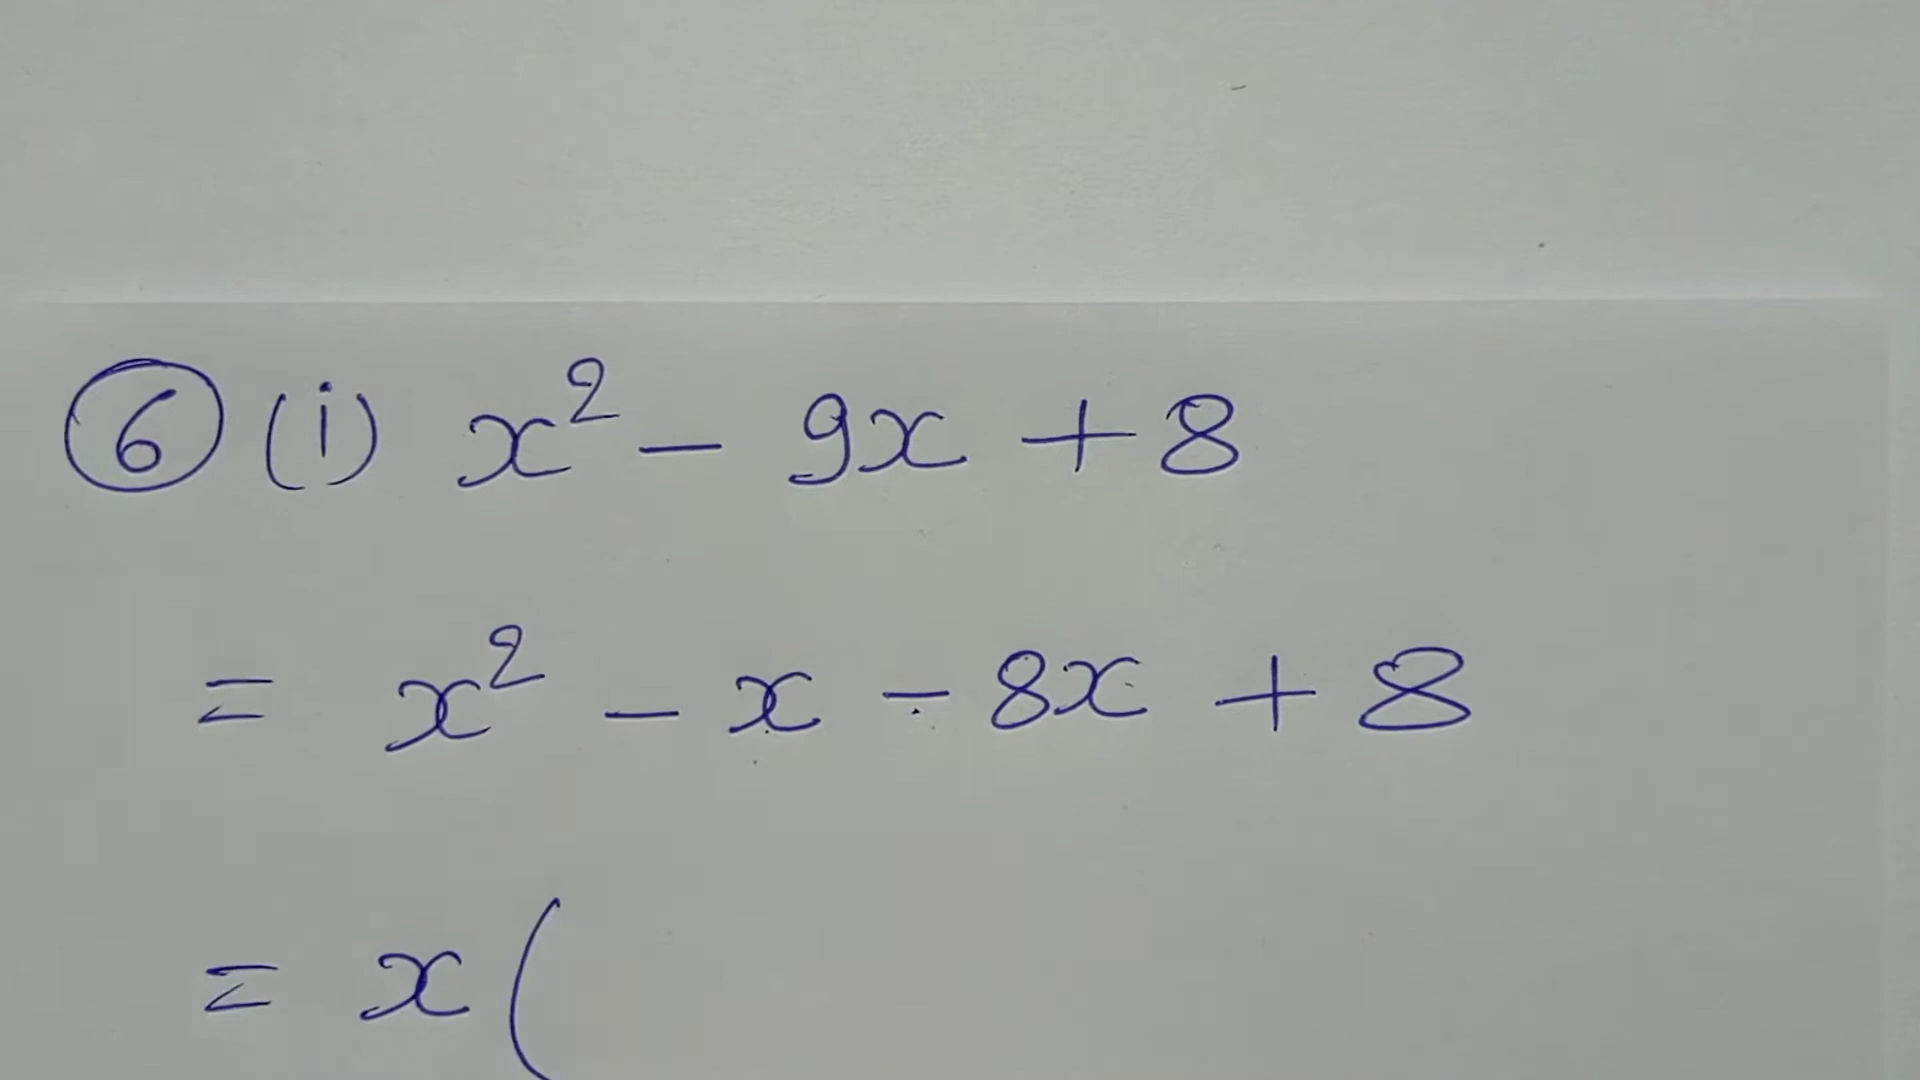 6 (i) x² - 9x + 8
= x² - x - 8x + 8
= x (